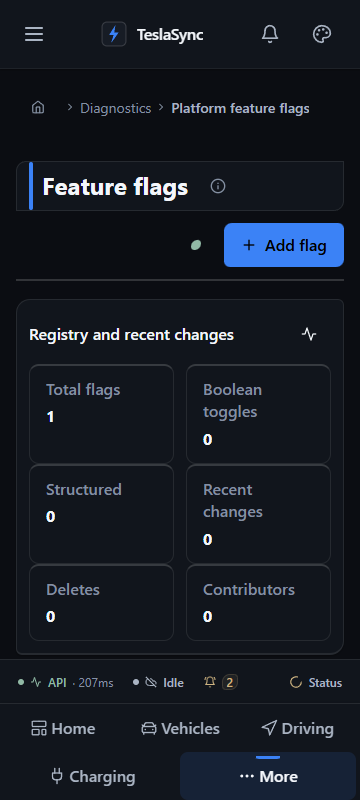 TeslaSync
Diagnostics
Platform feature flags
Feature flags
Add flag
Registry and recent changes
Total flags
1
Boolean
toggles
0
Structured
0
Recent
changes
0
Deletes
0
Contributors
0
API · 207ms
Idle
2
Status
Home
Vehicles
Driving
Charging
More